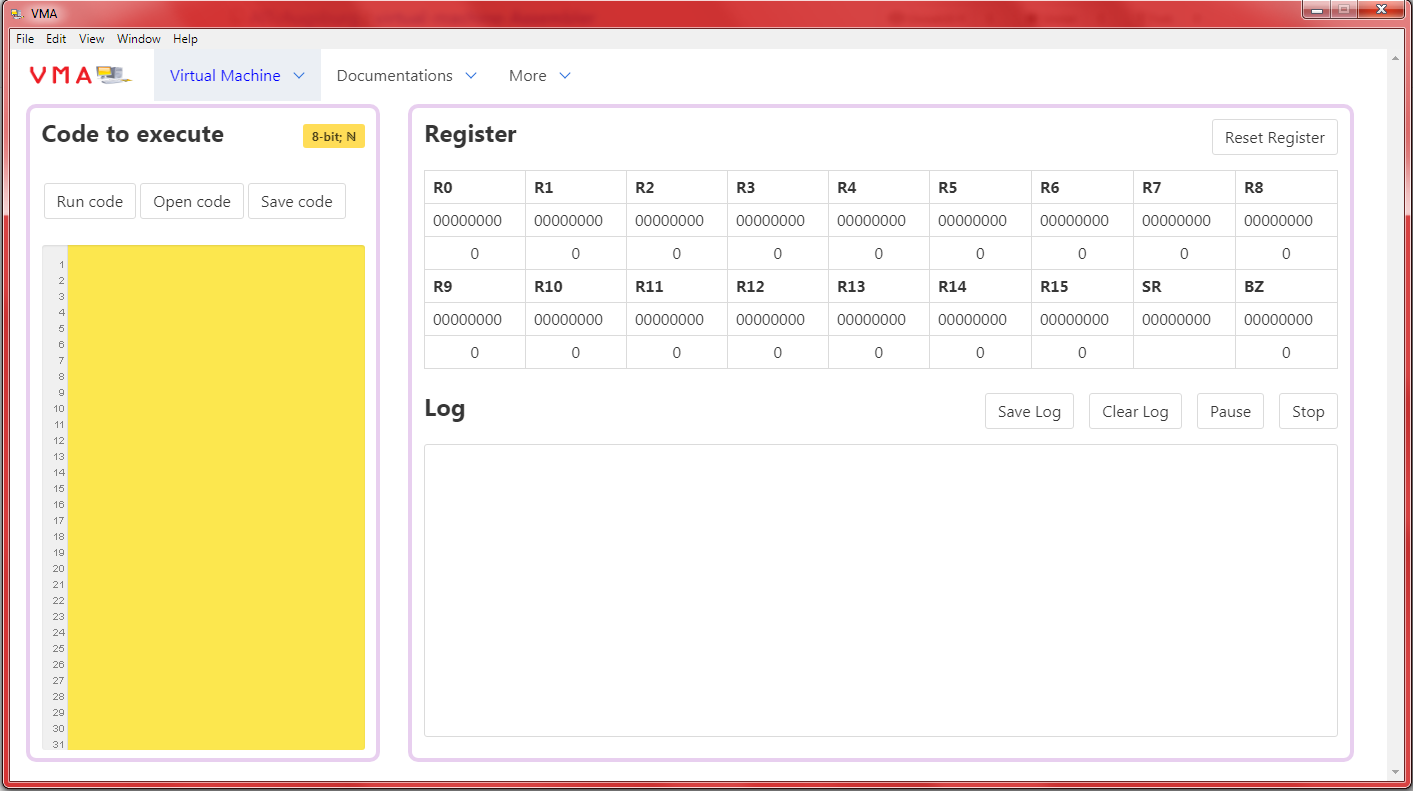 VMA
File Edit View Window Help
VMA Virtual Machine Documentations More
Code to execute 8-bit; ℕ
Run code Open code Save code
1
2
3
4
5
6
7
8
9
10
11
12
13
14
15
16
17
18
19
20
21
22
23
24
25
26
27
28
29
30
31
Register Reset Register
R0 R1 R2 R3 R4 R5 R6 R7 R8
00000000 00000000 00000000 00000000 00000000 00000000 00000000 00000000 00000000
0 0 0 0 0 0 0 0 0
R9 R10 R11 R12 R13 R14 R15 SR BZ
00000000 00000000 00000000 00000000 00000000 00000000 00000000 00000000 00000000
0 0 0 0 0 0 0 0
Log Save Log Clear Log Pause Stop